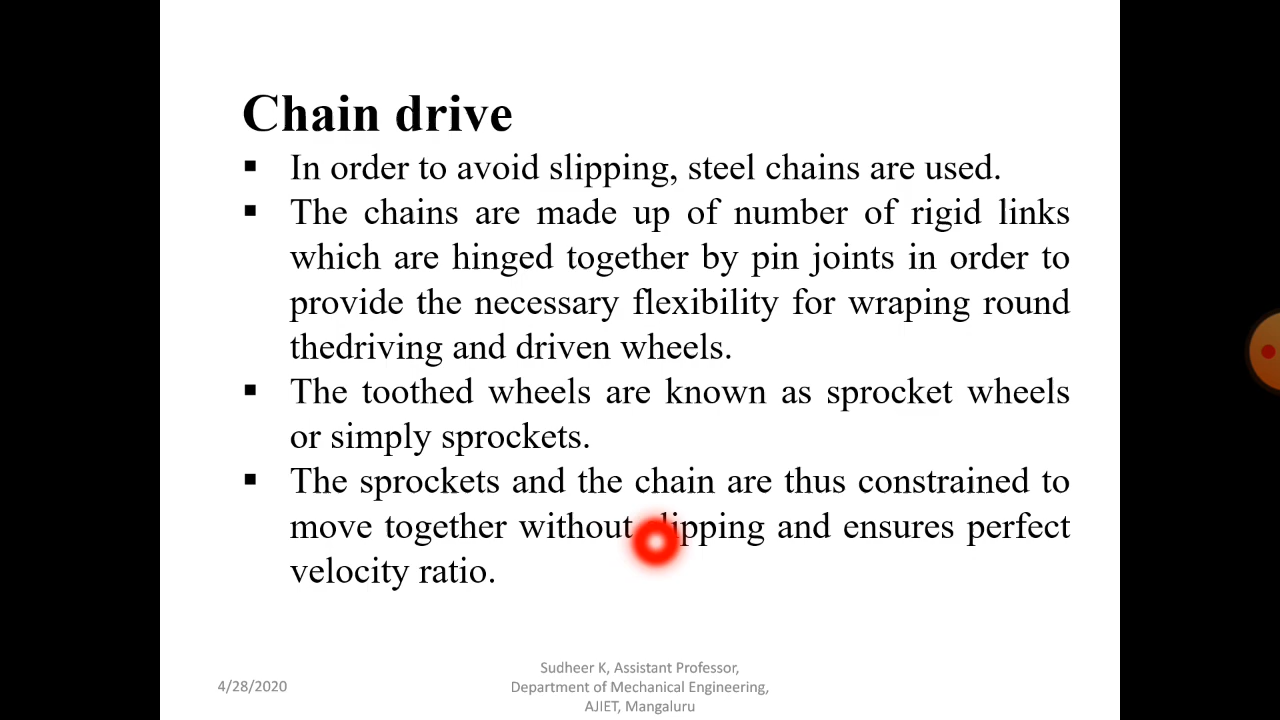 Chain drive
▪ In order to avoid slipping, steel chains are used.
▪ The chains are made up of number of rigid links
which are hinged together by pin joints in order to
provide the necessary flexibility for wraping round
thedriving and driven wheels.
▪ The toothed wheels are known as sprocket wheels
or simply sprockets.
▪ The sprockets and the chain are thus constrained to
move together without slipping and ensures perfect
velocity ratio.
4/28/2020
Sudheer K, Assistant Professor,
Department of Mechanical Engineering,
AJIET, Mangaluru